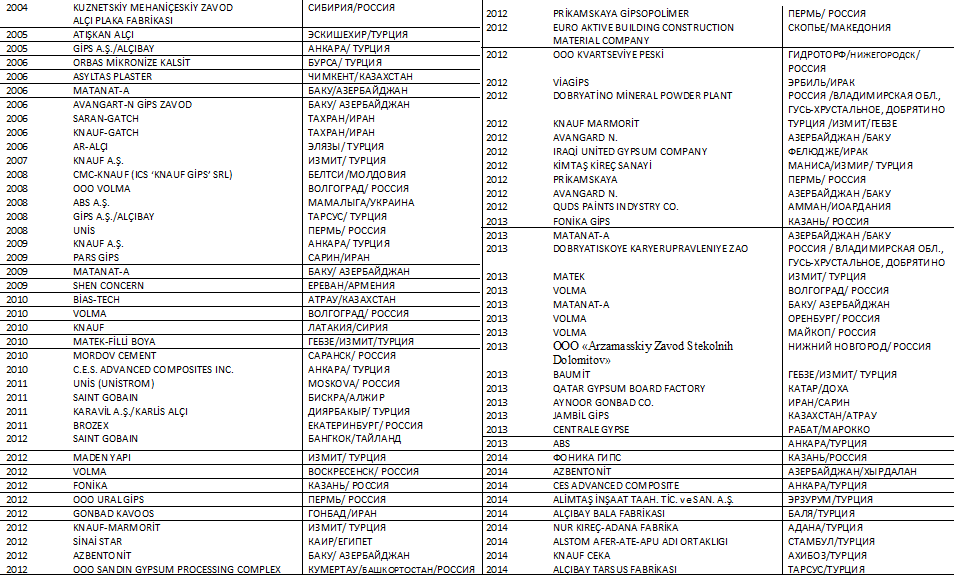 2004 KUZNETSKİY MEHANİÇESKİY ZAVOD СИБИРИЯ/РОССИЯ
ALÇI PLAKA FABRİKASI
2005 ATIŞKAN ALÇI ЭСКИШЕХИР/ТУРЦИЯ
2005 GİPS A.Ş./ALÇIBAY АНКАРА/ ТУРЦИЯ
2006 ORBAS MİKRONİZE KALSİT БУРСА/ ТУРЦИЯ
2006 ASYLTAS PLASTER ЧИМКЕНТ/КАЗАХСТАН
2006 MATANAT-A БАКУ/АЗЕРБАЙДЖАН
2006 AVANGART-N GİPS ZAVOD БАКУ/ АЗЕРБАЙДЖАН
2006 SARAN-GATCH ТАХРАН/ИРАН
2006 KNAUF-GATCH ТАХРАН/ИРАН
2006 AR-ALÇI ЭЛЯЗЫ/ ТУРЦИЯ
2007 KNAUF A.Ş. ИЗМИТ/ ТУРЦИЯ
2008 CMC-KNAUF (ICS ‘KNAUF GİPS’ SRL) БЕЛТСИ/МОЛДОВИЯ
2008 OOO VOLMA ВОЛГОГРАД/ РОССИЯ
2008 ABS A.Ş. МАМАЛЫГА/УКРАИНА
2008 GİPS A.Ş./ALÇIBAY ТАРСУС/ ТУРЦИЯ
2008 UNİS ПЕРМЬ/ РОССИЯ
2009 KNAUF A.Ş. АНКАРА/ ТУРЦИЯ
2009 PARS GİPS САРИН/ИРАН
2009 MATANAT-A БАКУ/ АЗЕРБАЙДЖАН
2009 SHEN CONCERN ЕРЕВАН/АРМЕНИЯ
2010 BİAS-TECH АТРАУ/КАЗАХСТАН
2010 VOLMA ВОЛГОГРАД/ РОССИЯ
2010 KNAUF ЛАТАКИЯ/СИРИЯ
2010 MATEK-FİLLİ BOYA ГЕБЗЕ/ИЗМИТ/ТУРЦИЯ
2010 MORDOV CEMENT САРАНСК/ РОССИЯ
2010 C.E.S. ADVANCED COMPOSITES INC. АНКАРА/ ТУРЦИЯ
2011 UNİS (UNİSTROM) MOSKOVA/ РОССИЯ
2011 SAINT GOBAIN БИСКРА/АЛЖИР
2011 KARAVİL A.Ş./KARLİS ALÇI ДИЯРБАКЫР/ ТУРЦИЯ
2011 BROZEX ЕКАТЕРИНБУРГ/ РОССИЯ
2012 SAINT GOBAIN БАНГКОК/ТАЙЛАНД
2012 MADEN YAPI ИЗМИТ/ ТУРЦИЯ
2012 VOLMA ВОСКРЕСЕНСК/ РОССИЯ
2012 FONİKA КАЗАНЬ/ РОССИЯ
2012 OOO URALGİPS ПЕРМЬ/ РОССИЯ
2012 GONBAD KAVOOS ГОНБАД/ИРАН
2012 KNAUF-MARMORİT ИЗМИТ/ ТУРЦИЯ
2012 SİNAİ STAR КАИР/ЕГИПЕТ
2012 AZBENTONİT БАКУ/ АЗЕРБАЙДЖАН
2012 OOO SANDIN GYPSUM PROCESSING COMPLEX КУМЕРТАУ/БАШКОРТОСТАН/РОССИЯ
2012 PRİKAMSKAYA GİPSOPOLİMER ПЕРМЬ/ РОССИЯ
2012 EURO AKTIVE BUILDING CONSTRUCTION СКОПЬЕ/МАКЕДОНИЯ
MATERIAL COMPANY
2012 OOO KVARTSEVİYE PESKİ ГИДРОТОРФ/НИЖЕГОРОДСК/
РОССИЯ
2012 VİAGİPS ЭРБИЛЬ/ИРАК
2012 DOBRYATİNO MİNERAL POWDER PLANT РОССИЯ /ВЛАДИМИРСКАЯ ОБЛ.,
ГУСЬ-ХРУСТАЛЬНОЕ, ДОБРЯТИНО
2012 KNAUF MARMORİT ТУРЦИЯ /ИЗМИТ/ГЕБЗЕ
2012 AVANGARD N. АЗЕРБАЙДЖАН /БАКУ
2012 IRAQİ UNITED GYPSUM COMPANY ФЕЛЮДЖЕ/ИРАК
2012 KİMTAŞ KİREÇ SANAYİ МАНИСА/ИЗМИР/ ТУРЦИЯ
2012 PRİKAMSKAYA ПЕРМЬ/ РОССИЯ
2012 AVANGARD N. АЗЕРБАЙДЖАН /БАКУ
2012 QUDS PAINTS INDYSTRY CO. АММАН/ИОАРДАНИЯ
2013 FONİKA GİPS КАЗАНЬ/ РОССИЯ
2013 MATANAT-A АЗЕРБАЙДЖАН /БАКУ
2013 DOBRYATISKOYE KARYERUPRAVLENIYE ZAO РОССИЯ / ВЛАДИМИРСКАЯ ОБЛ.,
ГУСЬ-ХРУСТАЛЬНОЕ, ДОБРЯТИНО
2013 MATEK ИЗМИТ/ ТУРЦИЯ
2013 VOLMA ВОЛГОГРАД/ РОССИЯ
2013 MATANAT-A БАКУ/ АЗЕРБАЙДЖАН
2013 VOLMA ОРЕНБУРГ/ РОССИЯ
2013 VOLMA МАЙКОП/ РОССИЯ
2013 ООО «Arzamasskiy Zavod Stekolnih НИЖНИЙ НОВГОРОД/ РОССИЯ
Dolomitov»
2013 BAUMİT ГЕБЗЕ/ИЗМИТ/ ТУРЦИЯ
2013 QATAR GYPSUM BOARD FACTORY КАТАР/ДОХА
2013 AYNOOR GONBAD CO. ИРАН/САРИН
2013 JAMBİL GİPS КАЗАХСТАН/АТРАУ
2013 CENTRALE GYPSE РАБАТ/МАРОККО
2013 ABS АНКАРА/ТУРЦИЯ
2014 ФОНИКА ГИПС КАЗАНЬ/РОССИЯ
2014 AZBENTONİT АЗЕРБАЙДЖАН/ХЫРДАЛАН
2014 CES ADVANCED COMPOSITE АНКАРА/ТУРЦИЯ
2014 ALİMTAŞ İNŞAAT TAAH. TİC. ve SAN. A.Ş. ЭРЗУРУМ/ТУРЦИЯ
2014 ALÇIBAY BALA FABRİKASI БАЛЯ/ТУРЦИЯ
2014 NUR KIREÇ-ADANA FABRİKA АДАНА/ТУРЦИЯ
2014 ALSTOM AFER-ATE-APU ADI ORTAKLIGI СТАМБУЛ/ТУРЦИЯ
2014 KNAUF CEKA АХИБОЗ/ТУРЦИЯ
2014 ALÇIBAY TARSUS FABRİKASI ТАРСУС/ТУРЦИЯ